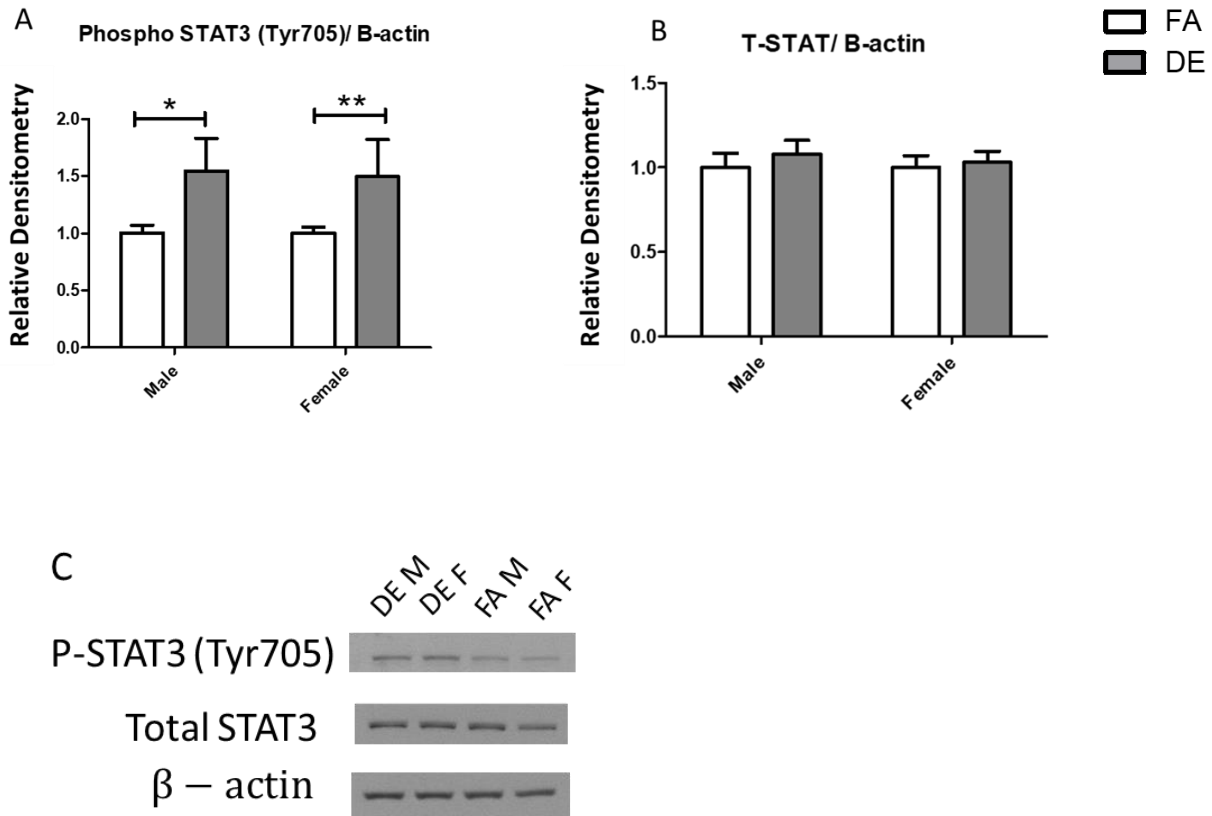 A
Phospho STAT3 (Tyr705)/ B-actin
Relative Densitometry
2.0
1.5
1.0
0.5
0.0
*
**
Male
Female
B
T-STAT/ B-actin
Relative Densitometry
1.5
1.0
0.5
0.0
Male
Female
FA
DE
C
DE M
DE F
FA M
FA F
P-STAT3 (Tyr705)
Total STAT3
β − actin